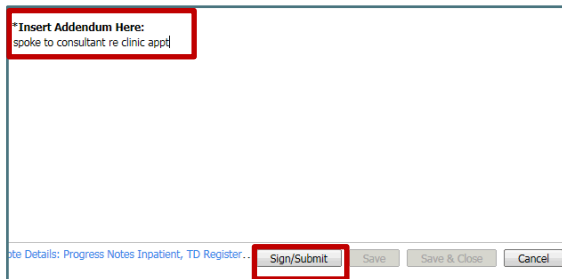 *Insert Addendum Here:
spoke to consultant re clinic appt
Details: Progress Notes Inpatient, TD Register.. Sign/Submit Save Save & Close Cancel